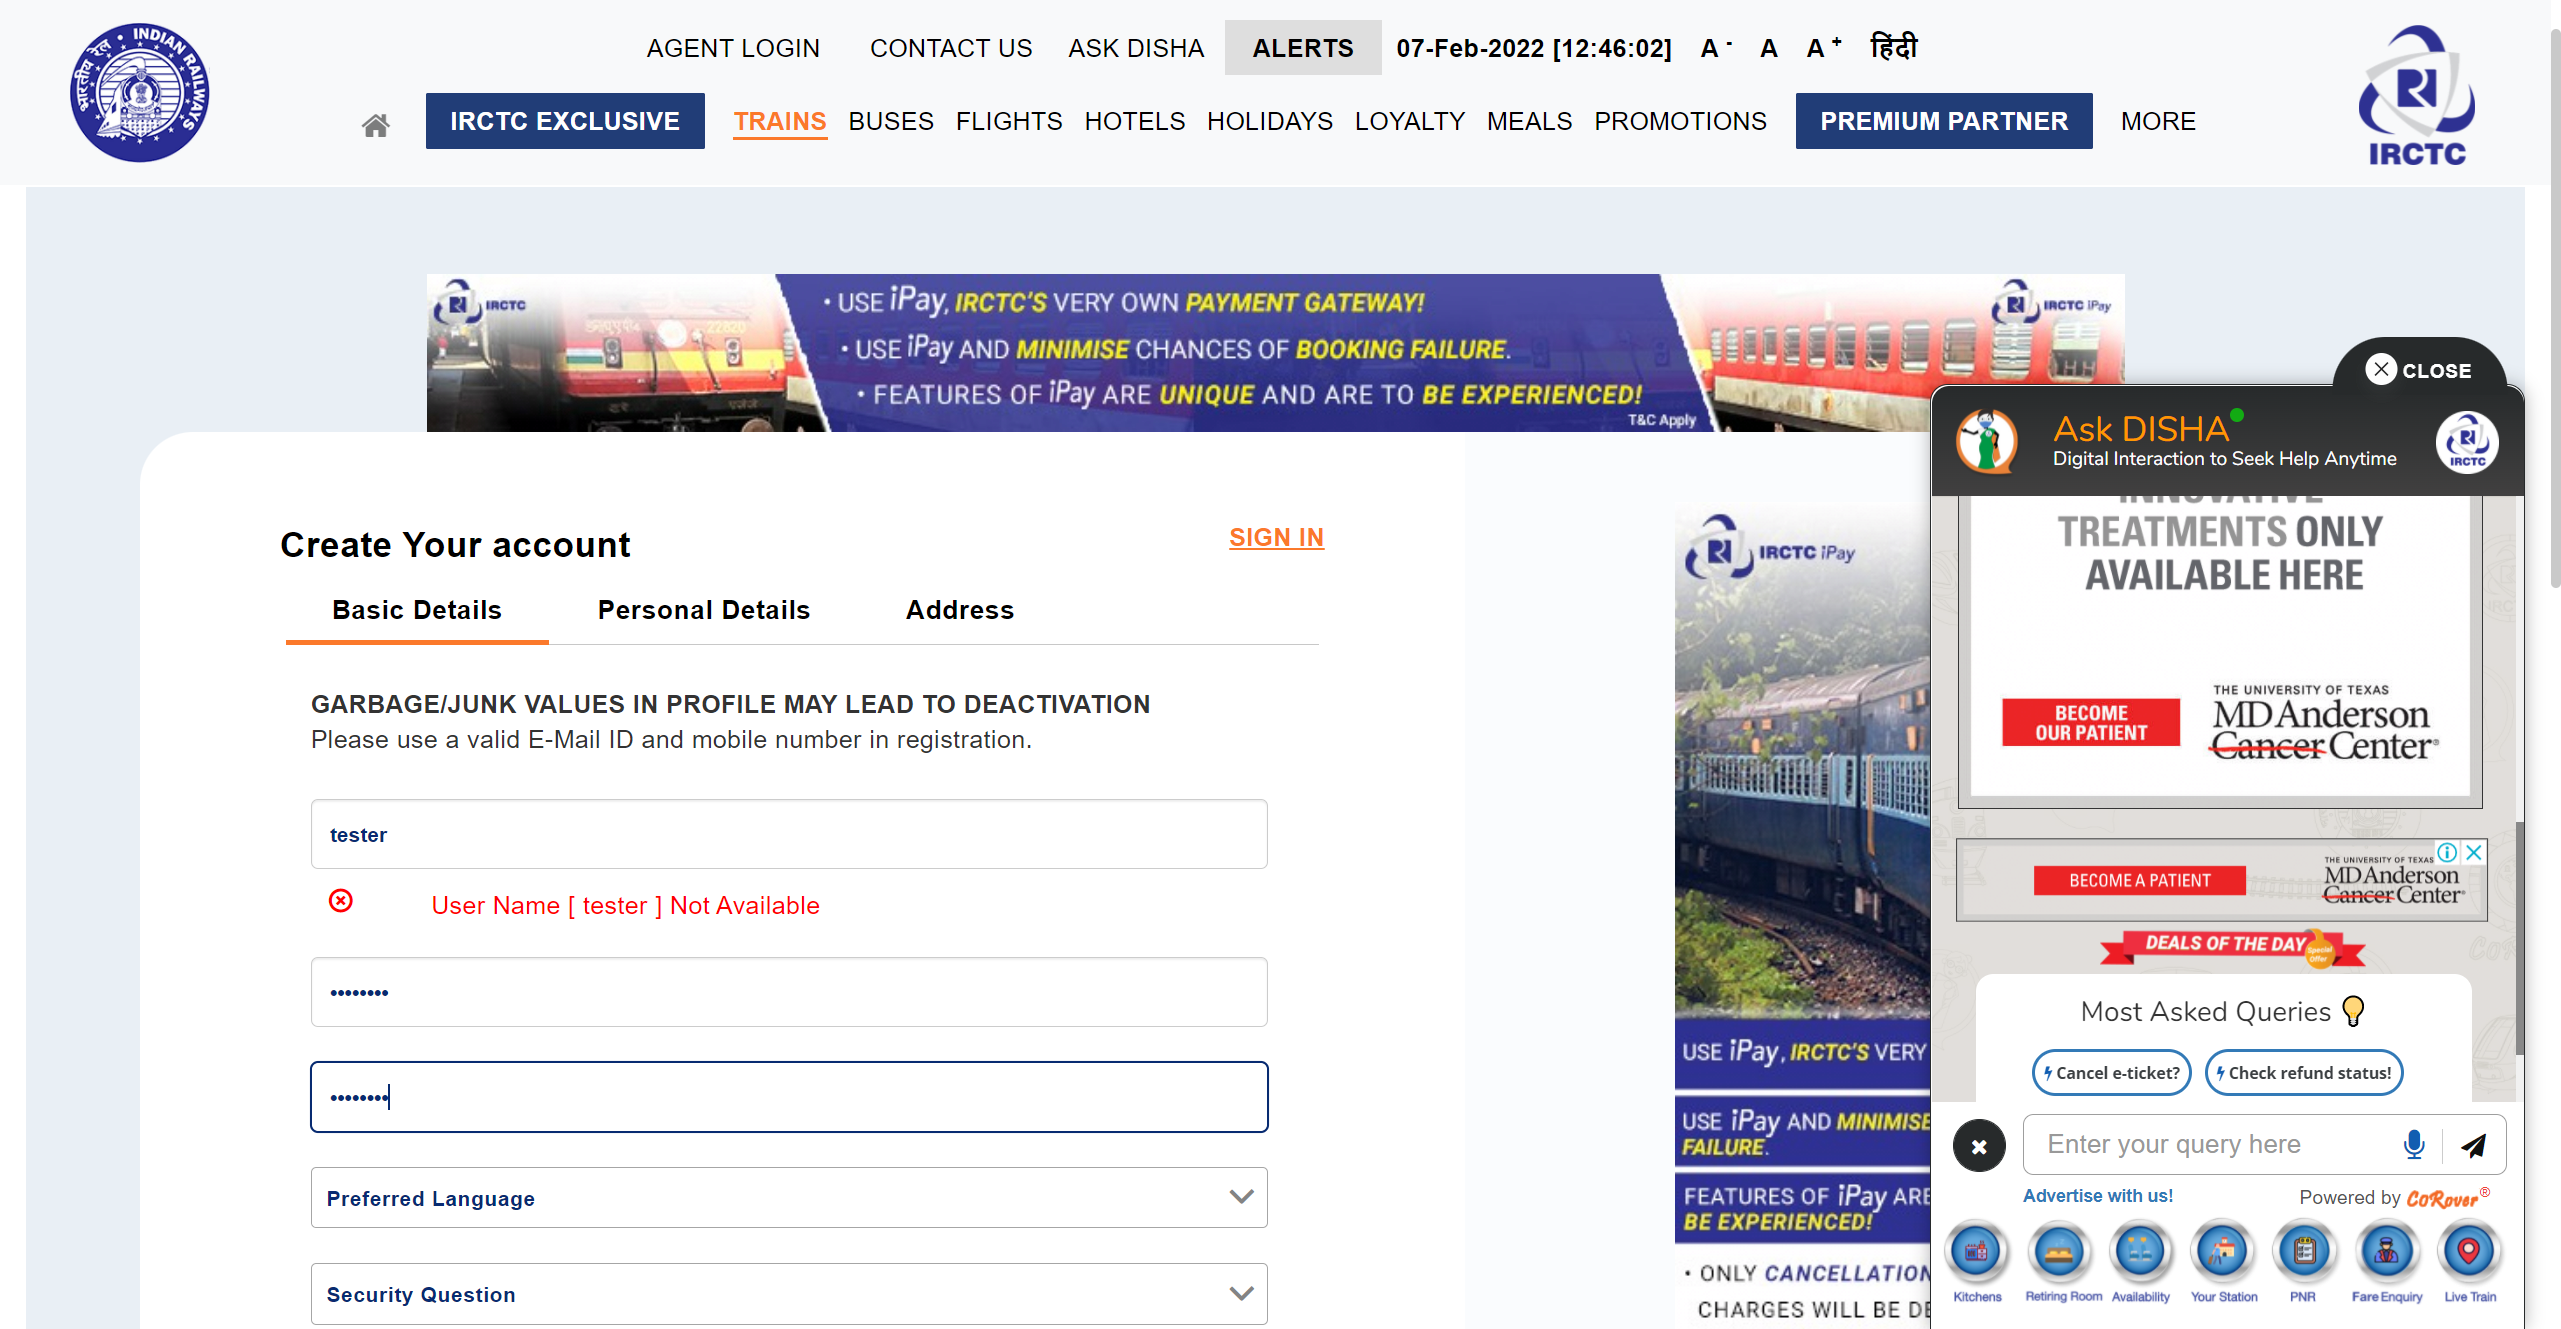 AGENT LOGIN CONTACT US ASK DISHA ALERTS 07-Feb-2022 [12:46:02] A - A A + हिंदी
INDIAN RAILWAYS
भारतीय रेल
IRCTC EXCLUSIVE TRAINS BUSES FLIGHTS HOTELS HOLIDAYS LOYALTY MEALS PROMOTIONS PREMIUM PARTNER MORE
IRCTC
IRCTC
22820
• USE iPay, IRCTC'S VERY OWN PAYMENT GATEWAY!
• USE iPay AND MINIMISE CHANCES OF BOOKING FAILURE.
• FEATURES OF iPay ARE UNIQUE AND ARE TO BE EXPERIENCED!
T&C Apply
IRCTC iPay
Create Your account
SIGN IN
Basic Details Personal Details Address
GARBAGE/JUNK VALUES IN PROFILE MAY LEAD TO DEACTIVATION
Please use a valid E-Mail ID and mobile number in registration.
tester
User Name [ tester ] Not Available
••••••••
••••••••
Preferred Language
Security Question
IRCTC iPay
USE iPay, IRCTC'S VERY
USE iPay AND MINIMISE
FAILURE.
FEATURES OF iPay ARE
BE EXPERIENCED!
• ONLY CANCELLATION
CHARGES WILL BE DE
CLOSE
Ask DISHA
Digital Interaction to Seek Help Anytime
IRCTC
INNOVATIVE
TREATMENTS ONLY
AVAILABLE HERE
BECOME
OUR PATIENT
THE UNIVERSITY OF TEXAS
MD Anderson
Cancer Center®
BECOME A PATIENT
THE UNIVERSITY OF TEXAS
MD Anderson
Cancer Center®
DEALS OF THE DAY
Special
Offer
Most Asked Queries
Cancel e-ticket? Check refund status!
Enter your query here
Advertise with us! Powered by CoRover®
Kitchens Retiring Room Availability Your Station PNR Fare Enquiry Live Train